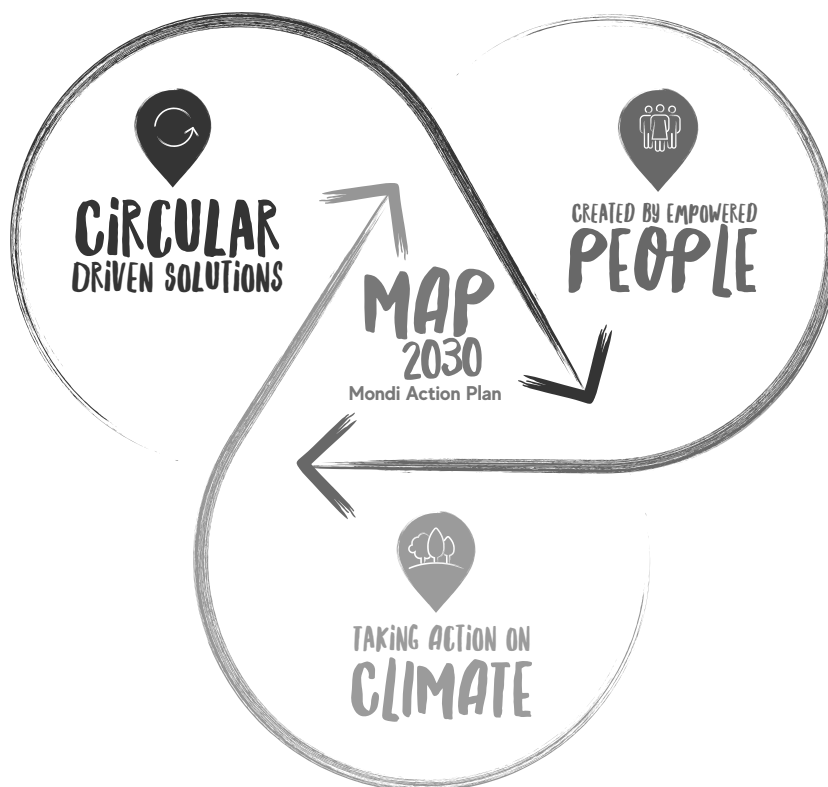 CiRCULAR
DRiVEN SOLUTiONS
CREATED BY EMPOWERED
PEOPLE
MAP
2030
Mondi Action Plan
TAKiNG ACTiON ON
CLIMATE